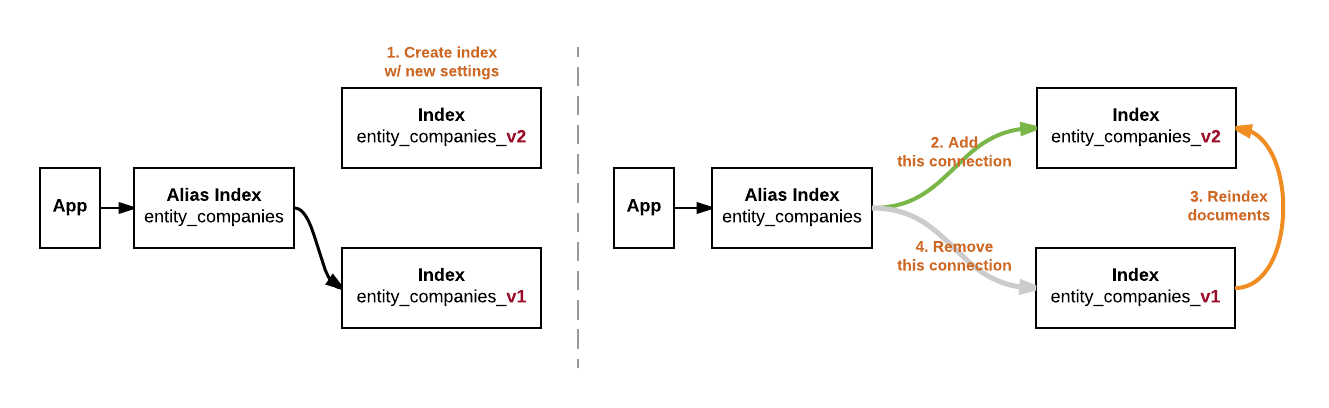 1. Create index
w/ new settings
Index
entity_companies_v2
App
Alias Index
entity_companies
Index
entity_companies_v1
Index
entity_companies_v2
2. Add
this connection
App
Alias Index
entity_companies
3. Reindex
documents
4. Remove
this connection
Index
entity_companies_v1